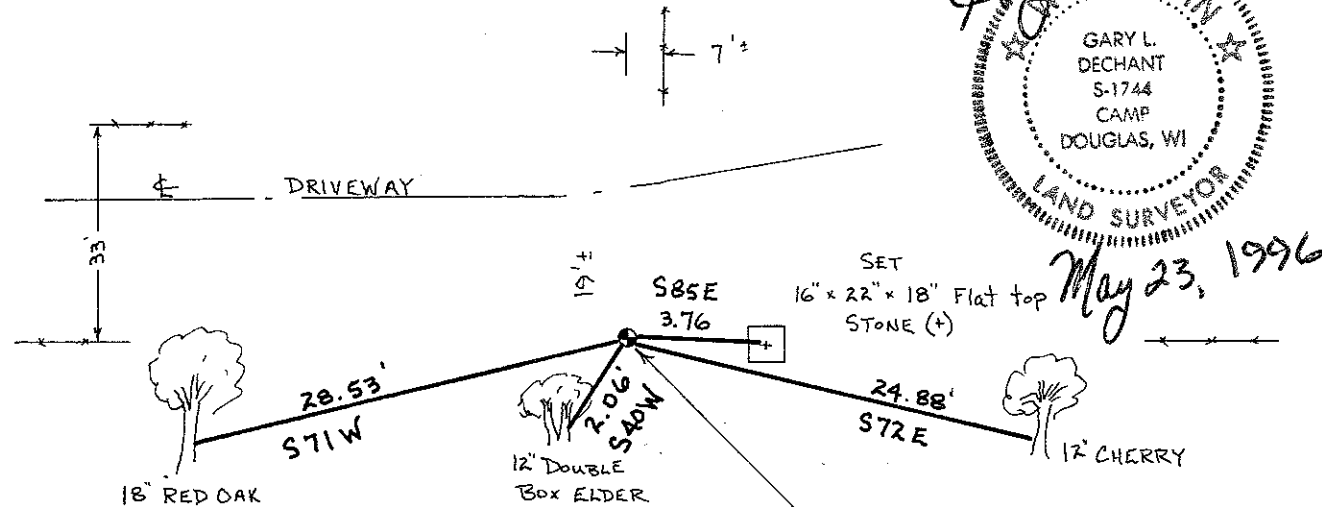 7'±
GARY L.
DECHANT
S-1744
CAMP
DOUGLAS, WI
LAND SURVEYOR
May 23, 1996
℄ DRIVEWAY
33'
19'±
SET
16" x 22" x 18" Flat top
STONE (+)
S85E
3.76
28.53'
S71W
2.06'
S40W
24.88'
S72E
18" RED OAK
12" DOUBLE
BOX ELDER
12" CHERRY